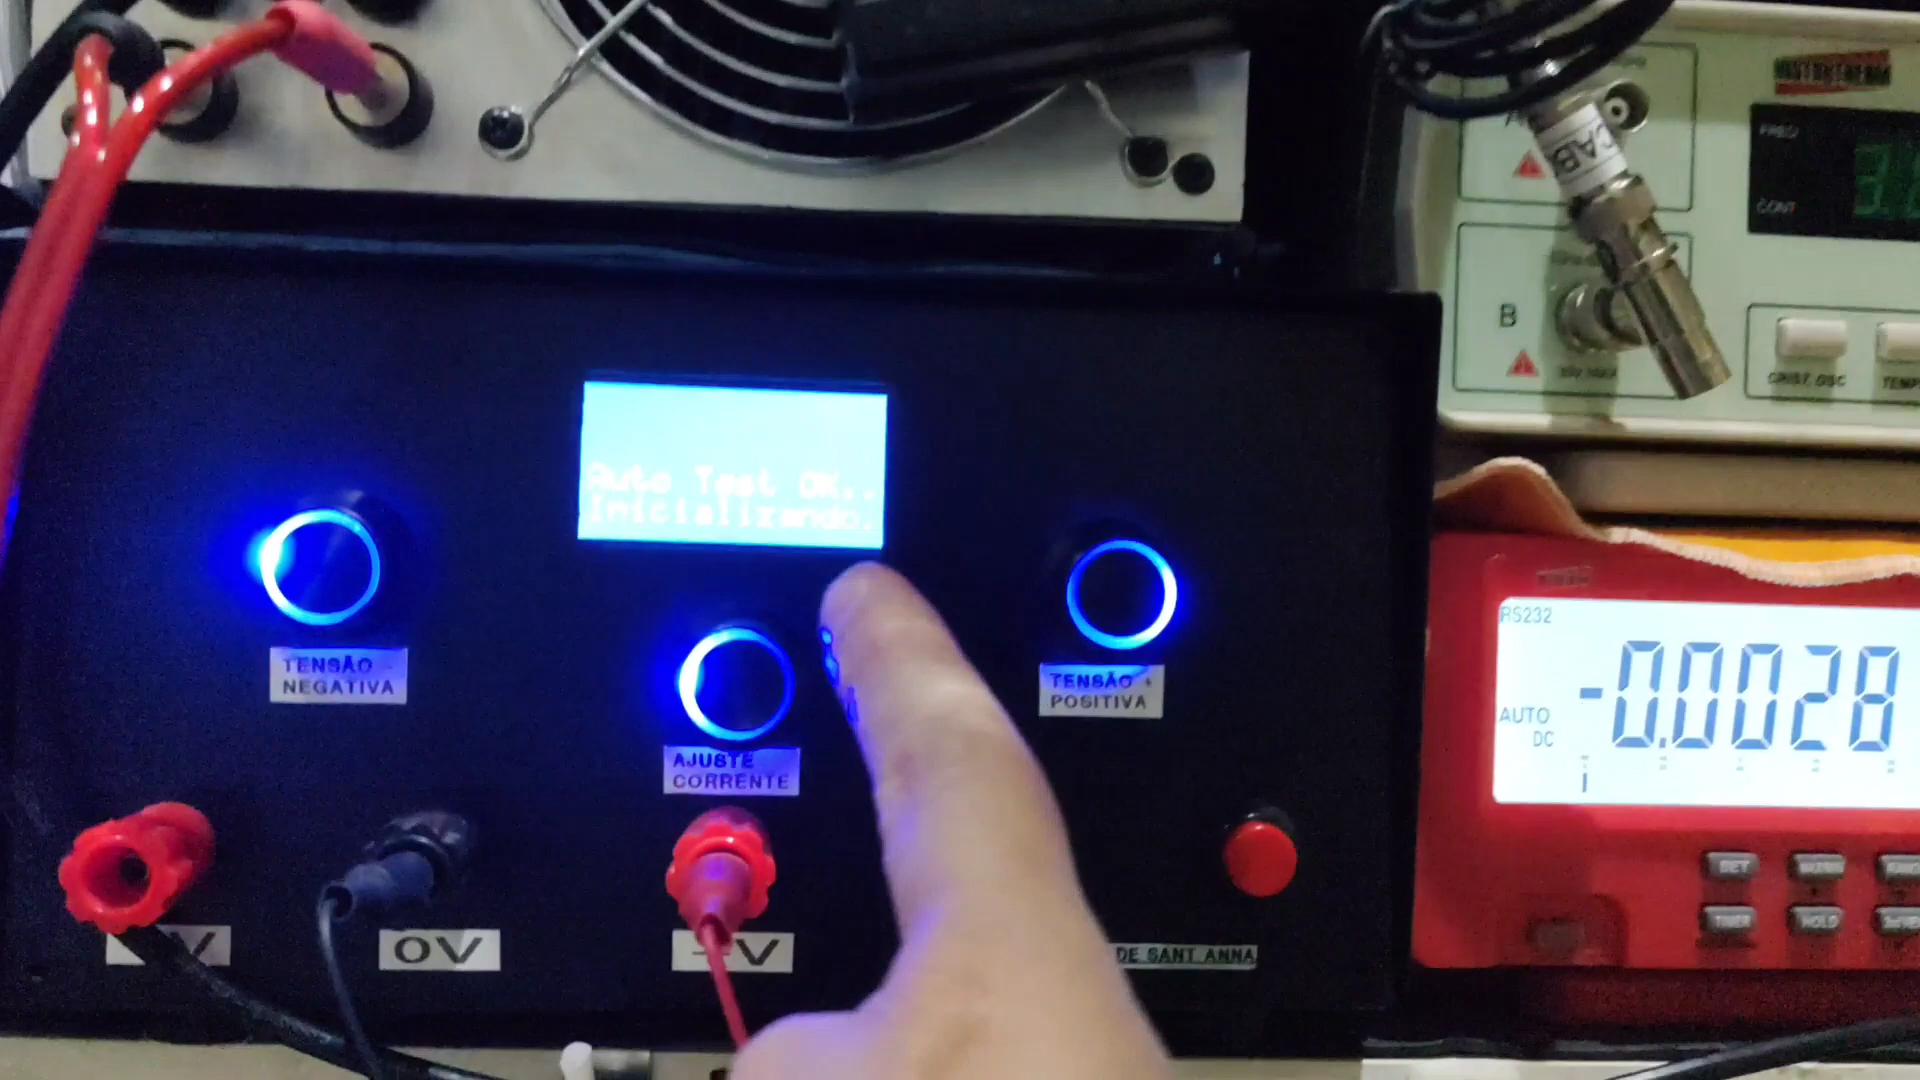 CAB
A
FREQ
CONT
B
CRIST. OSC
TEMP
Auto Test OK..
Inicializando.
TENSÃO -
NEGATIVA
TENSÃO +
POSITIVA
AJUSTE
CORRENTE
RS232
-0.0028
AUTO
DC
HOLD
V
0V
V
DE SANT ANNA